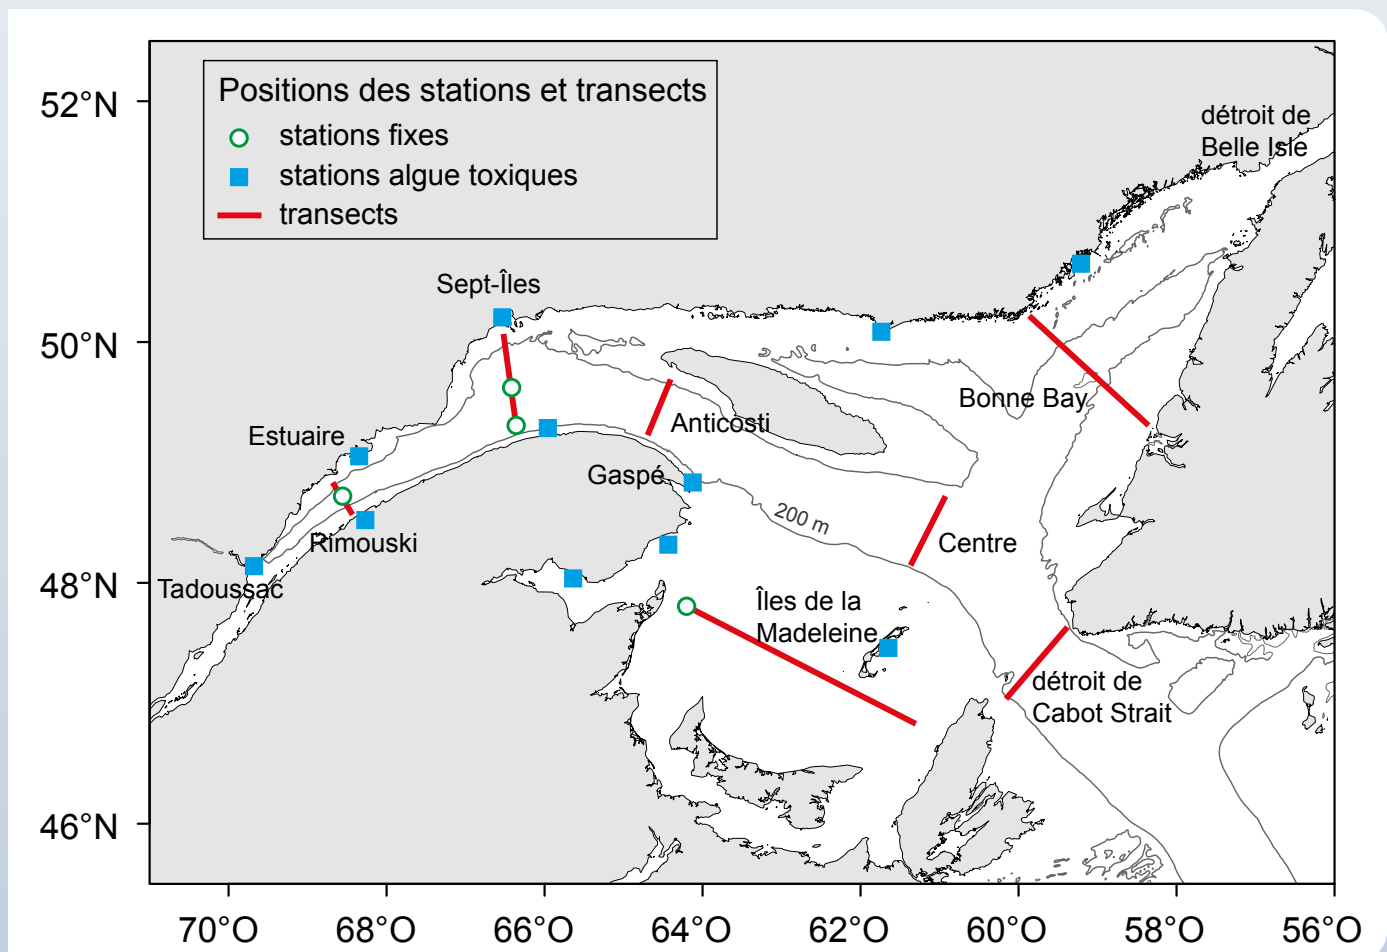 Positions des stations et transects
stations fixes
stations algue toxiques
transects
52°N
50°N
48°N
46°N
détroit de
Belle Isle
Sept-Îles
Bonne Bay
Anticosti
Estuaire
Gaspé
200 m
Rimouski
Centre
Tadoussac
Îles de la
Madeleine
détroit de
Cabot Strait
70°O
68°O
66°O
64°O
62°O
60°O
58°O
56°O